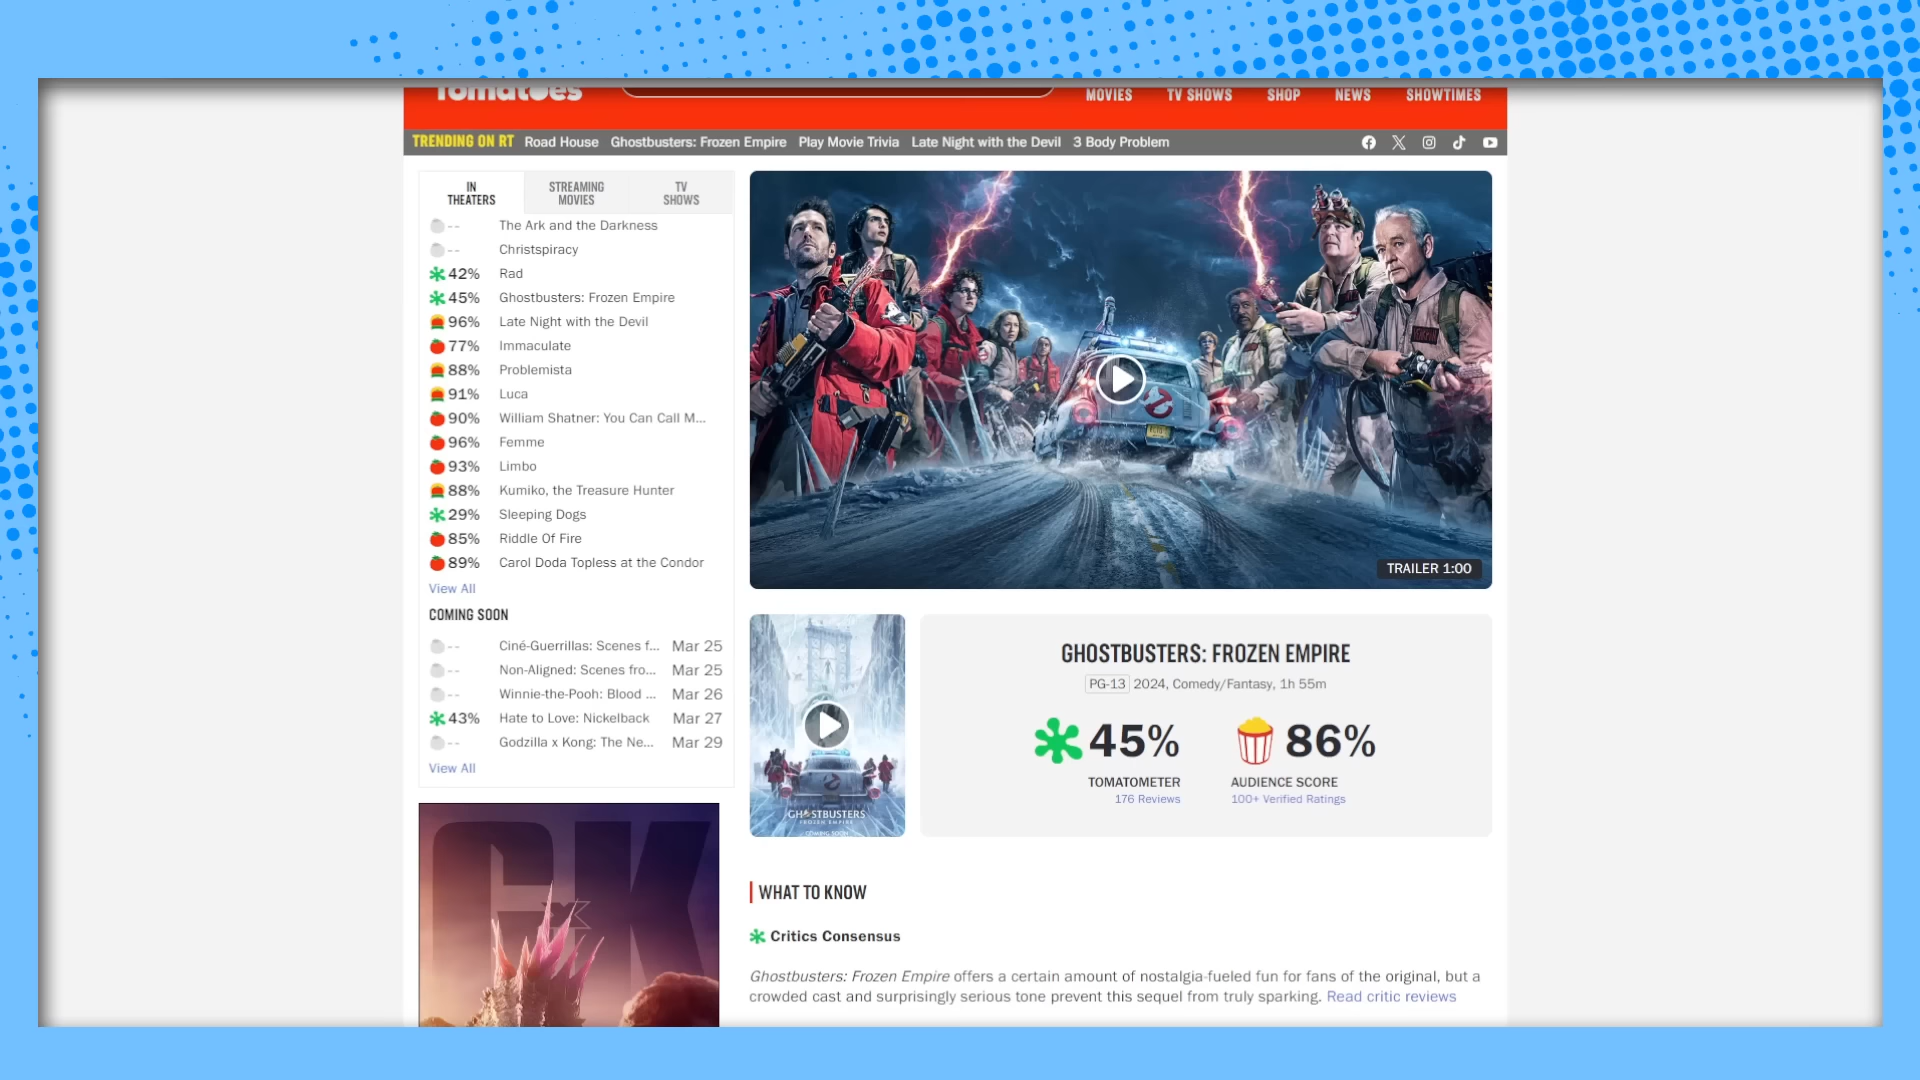 Tomatoes
MOVIES TV SHOWS SHOP NEWS SHOWTIMES
TRENDING ON RT Road House Ghostbusters: Frozen Empire Play Movie Trivia Late Night with the Devil 3 Body Problem
IN THEATERS
STREAMING MOVIES
TV SHOWS
-- The Ark and the Darkness
-- Christspiracy
42% Rad
45% Ghostbusters: Frozen Empire
96% Late Night with the Devil
77% Immaculate
88% Problemista
91% Luca
90% William Shatner: You Can Call M...
96% Femme
93% Limbo
88% Kumiko, the Treasure Hunter
29% Sleeping Dogs
85% Riddle Of Fire
89% Carol Doda Topless at the Condor
View All
COMING SOON
-- Ciné-Guerrillas: Scenes f... Mar 25
-- Non-Aligned: Scenes fro... Mar 25
-- Winnie-the-Pooh: Blood ... Mar 26
43% Hate to Love: Nickelback Mar 27
-- Godzilla x Kong: The Ne... Mar 29
View All
GXK
TRAILER 1:00
GHOSTBUSTERS
FROZEN EMPIRE
COMING SOON
GHOSTBUSTERS: FROZEN EMPIRE
PG-13 2024, Comedy/Fantasy, 1h 55m
45% 86%
TOMATOMETER AUDIENCE SCORE
176 Reviews 100+ Verified Ratings
WHAT TO KNOW
Critics Consensus
Ghostbusters: Frozen Empire offers a certain amount of nostalgia-fueled fun for fans of the original, but a
crowded cast and surprisingly serious tone prevent this sequel from truly sparking. Read critic reviews